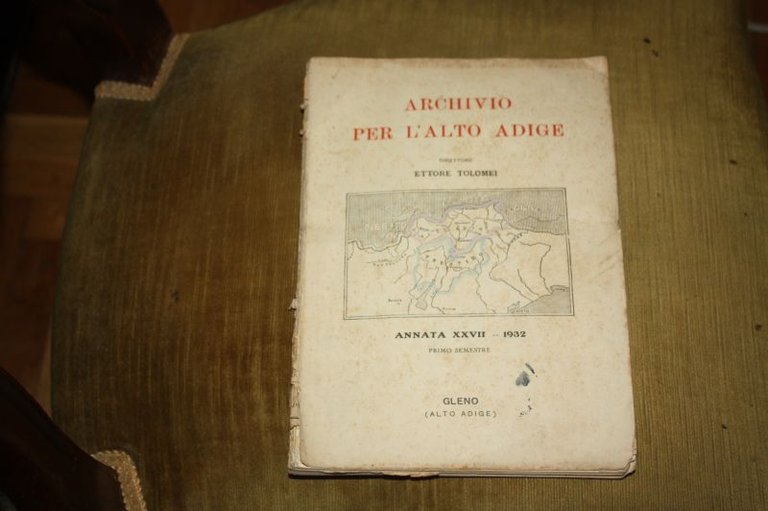 ARCHIVIO
PER L'ALTO ADIGE
DIRETTORE
ETTORE TOLOMEI
ANNATA XXVII - 1932
PRIMO SEMESTRE
GLENO
(ALTO ADIGE)